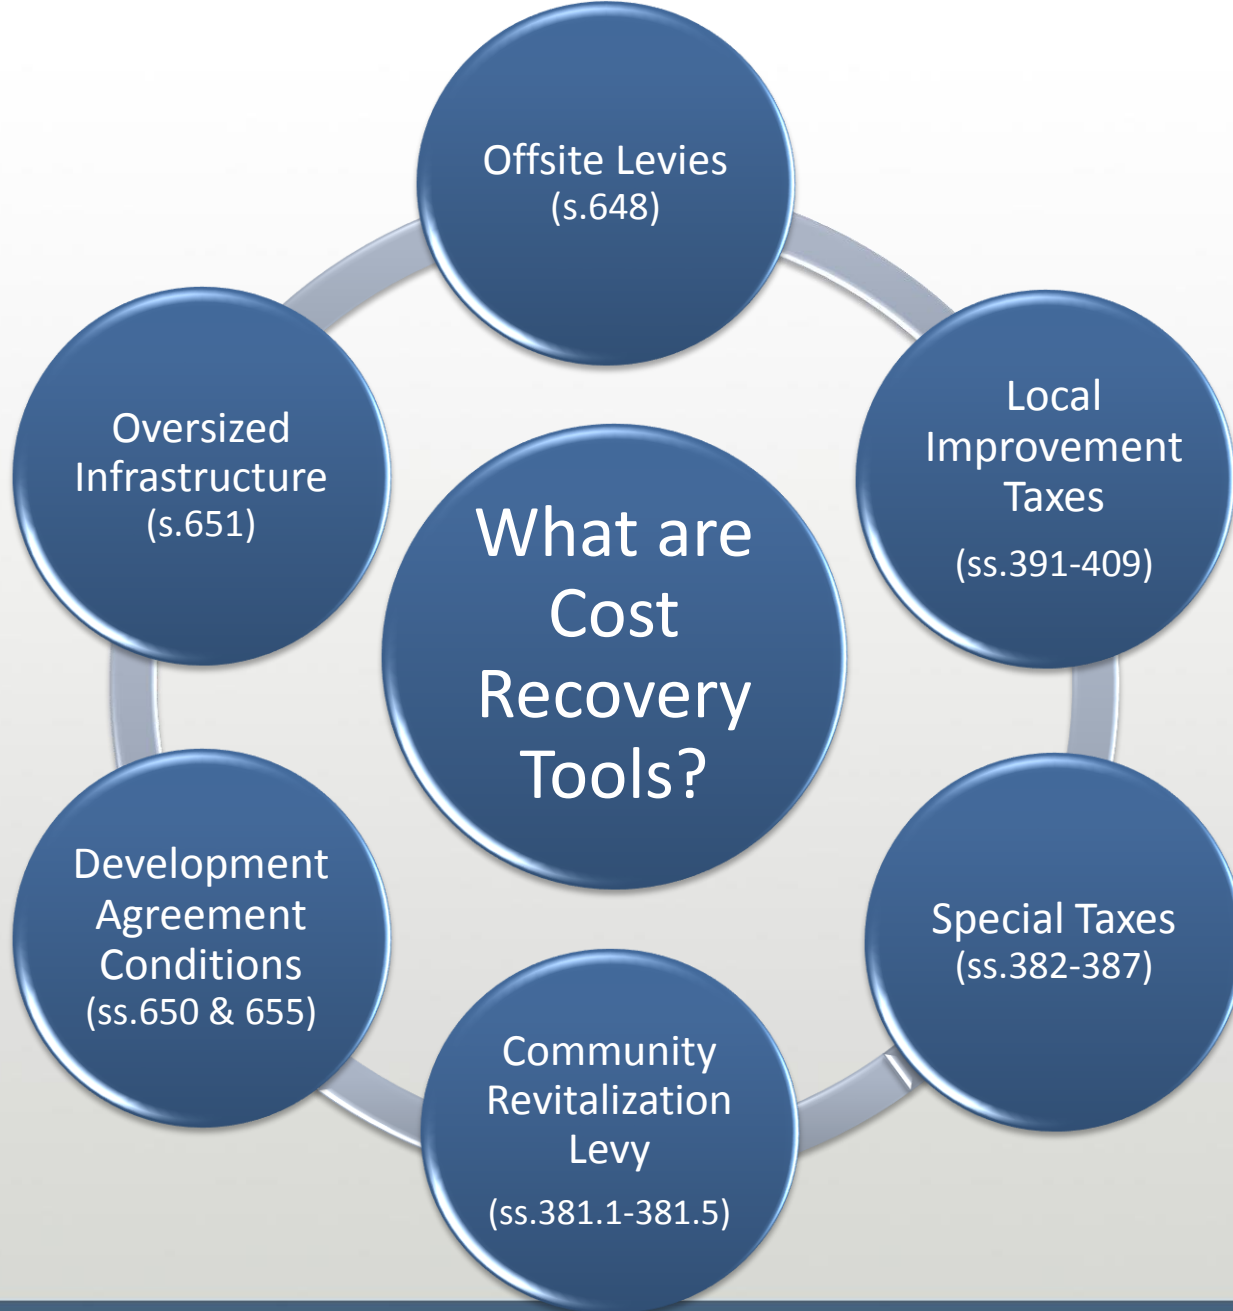 What are
Cost
Recovery
Tools?
Offsite Levies
(s.648)
Local
Improvement
Taxes
(ss.391-409)
Special Taxes
(ss.382-387)
Community
Revitalization
Levy
(ss.381.1-381.5)
Development
Agreement
Conditions
(ss.650 & 655)
Oversized
Infrastructure
(s.651)